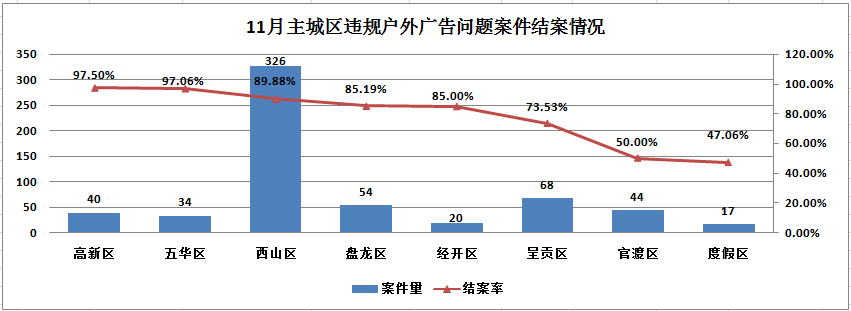 11月主城区违规户外广告问题案件结案情况
350 120.00%
300 100.00%
250 80.00%
200 60.00%
150 40.00%
100 20.00%
50 0.00%
0
97.50% 97.06% 89.88% 85.19% 85.00% 73.53% 50.00% 47.06%
40 34 326 54 20 68 44 17
高新区 五华区 西山区 盘龙区 经开区 呈贡区 官渡区 度假区
案件量 结案率